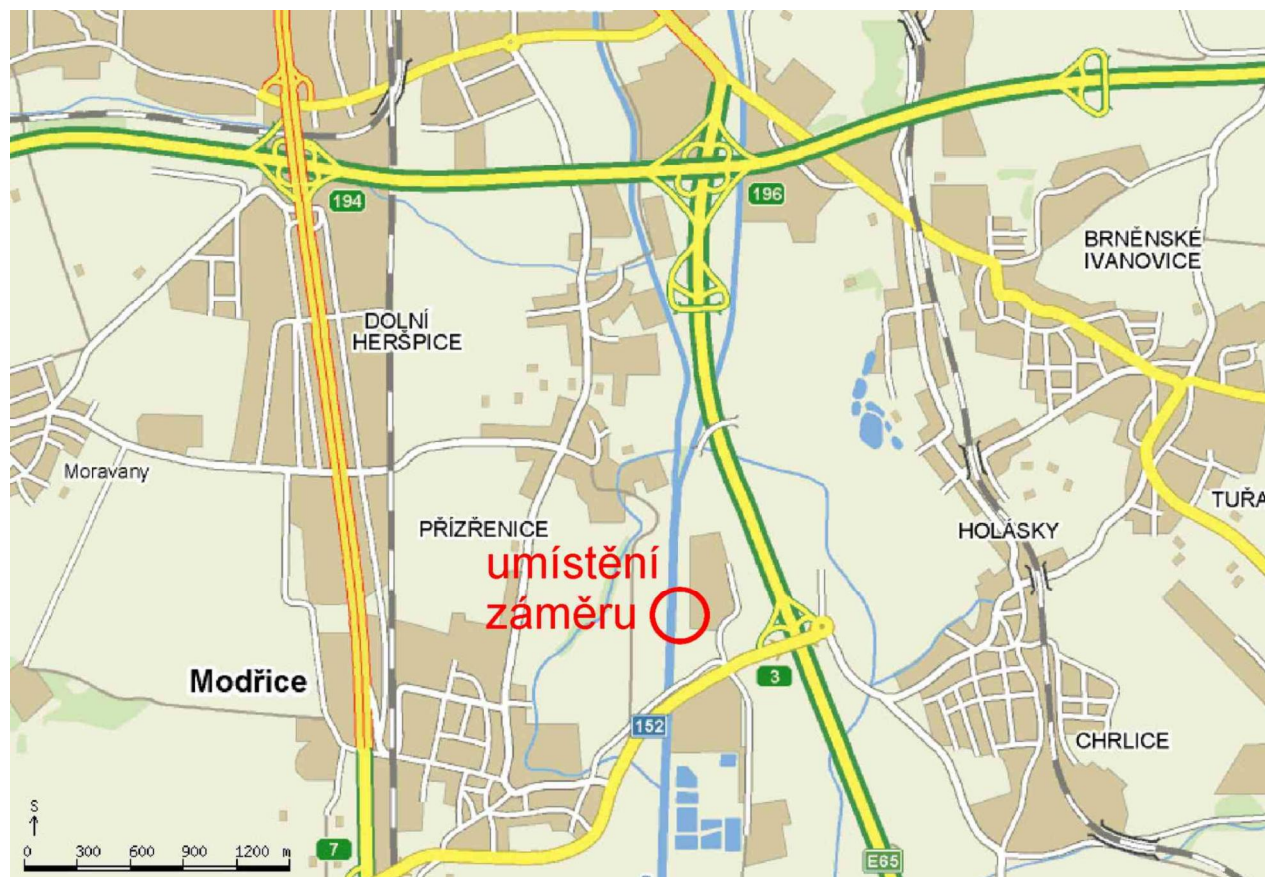 194
196
BRNĚNSKÉ
IVANOVICE
DOLNÍ
HERŠPICE
Moravany
PŘÍZŘENICE
HOLÁSKY
TUŘA
umístění
záměru
Modřice
3
152
CHRLICE
S
0 300 600 900 1200 m
7
E65